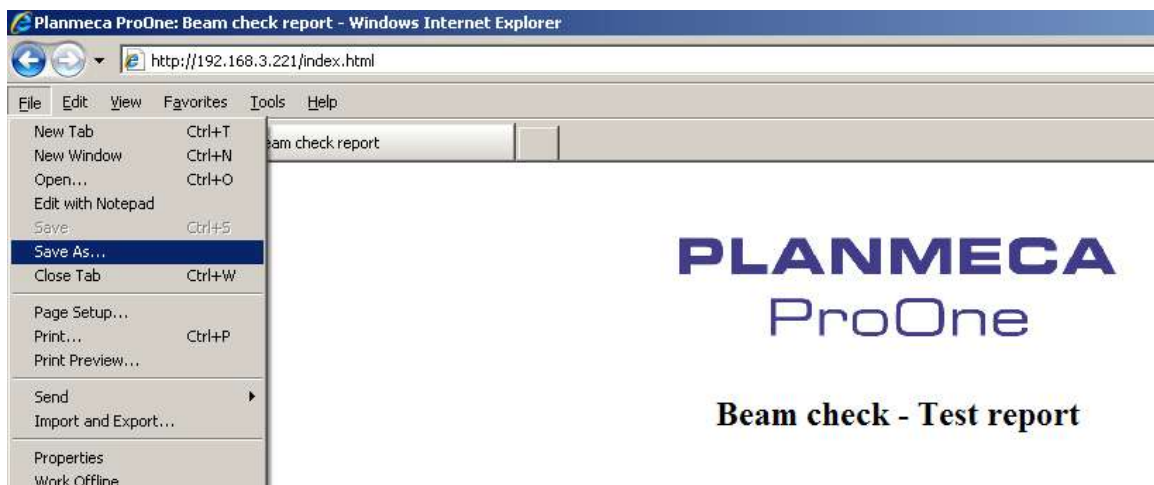 Planmeca ProOne: Beam check report - Windows Internet Explorer
http://192.168.3.221/index.html
File Edit View Favorites Tools Help
New Tab Ctrl+T
New Window Ctrl+N
Open... Ctrl+O
Edit with Notepad
Save Ctrl+S
Save As...
Close Tab Ctrl+W
Page Setup...
Print... Ctrl+P
Print Preview...
Send
Import and Export...
Properties
Work Offline
check report
PLANMECA
ProOne
Beam check - Test report